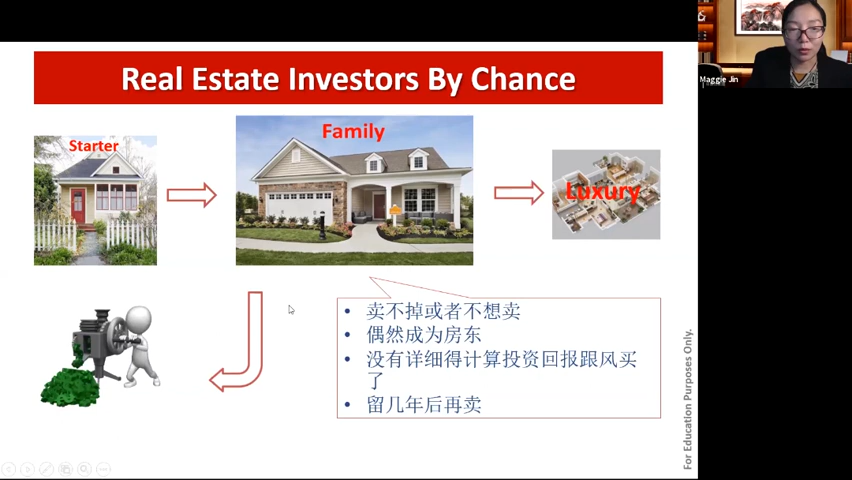 Real Estate Investors By Chance
Starter
Family
Luxury
卖不掉或者不想卖
偶然成为房东
没有详细得计算投资回报跟风买
了
留几年后再卖
For Education Purposes Only.
Maggie Jin